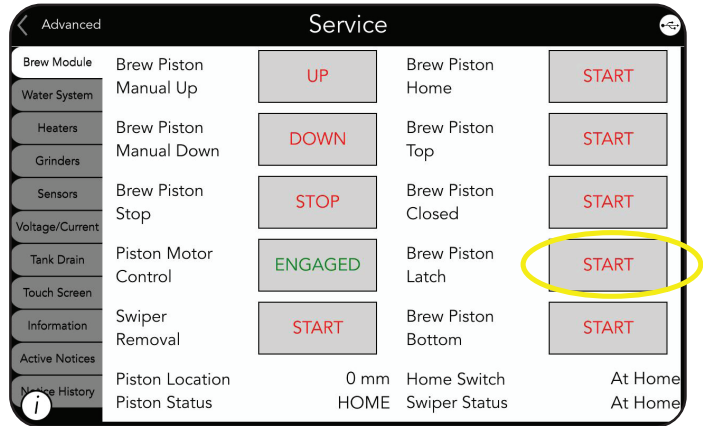 Advanced
Service
Brew Module
Water System
Heaters
Grinders
Sensors
Voltage/Current
Tank Drain
Touch Screen
Information
Active Notices
Notice History
i
Brew Piston
Manual Up
UP
Brew Piston
Home
START
Brew Piston
Manual Down
DOWN
Brew Piston
Top
START
Brew Piston
Stop
STOP
Brew Piston
Closed
START
Piston Motor
Control
ENGAGED
Brew Piston
Latch
START
Swiper
Removal
START
Brew Piston
Bottom
START
Piston Location 0 mm Home Switch At Home
Piston Status HOME Swiper Status At Home